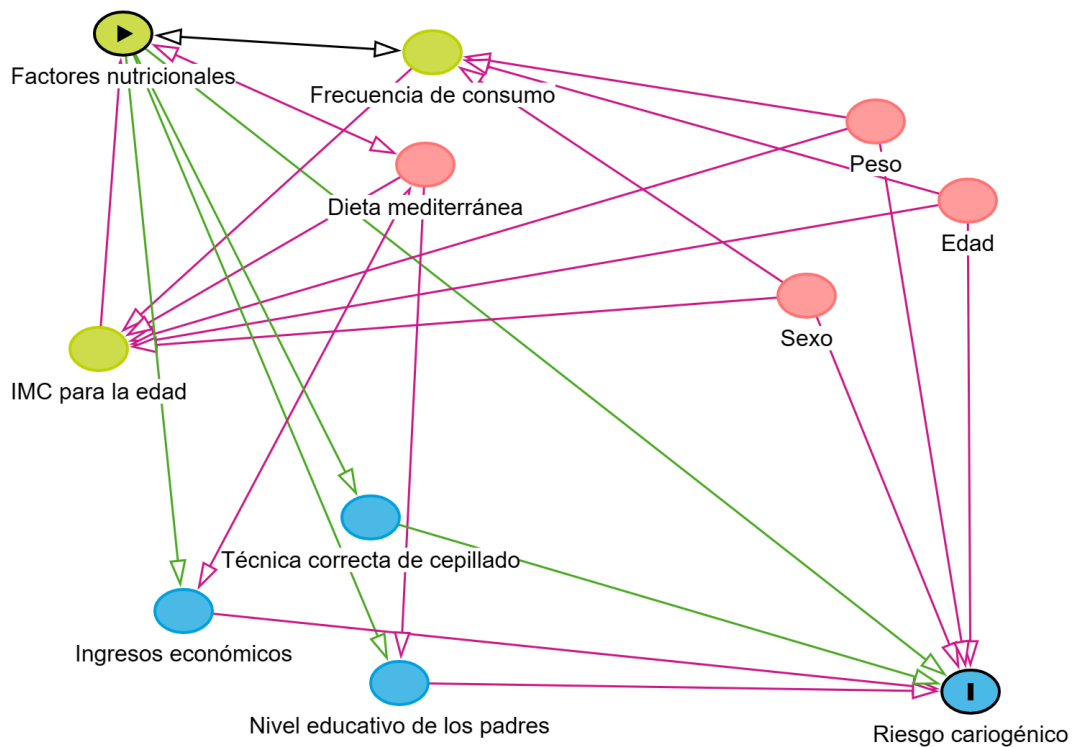 Factores nutricionales
Frecuencia de consumo
Peso
Dieta mediterránea
Edad
Sexo
IMC para la edad
Técnica correcta de cepillado
Ingresos económicos
Nivel educativo de los padres
Riesgo cariogénico